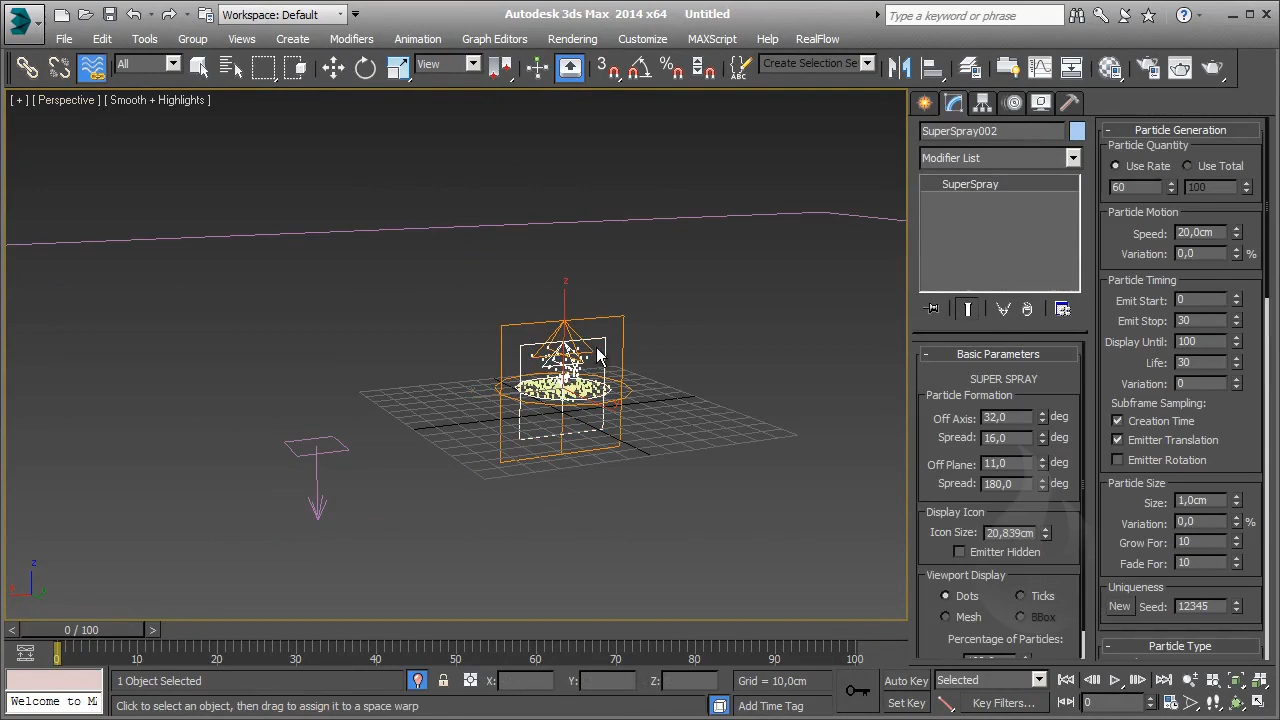 Workspace: Default
Autodesk 3ds Max 2014 x64 Untitled
Type a keyword or phrase
File Edit Tools Group Views Create Modifiers Animation Graph Editors Rendering Customize MAXScript Help RealFlow
All
View
3
Create Selection Se
[ + ] [ Perspective ] [ Smooth + Highlights ]
SuperSpray002
Modifier List
SuperSpray
- Basic Parameters
SUPER SPRAY
Particle Formation
Off Axis: 32,0 deg
Spread: 16,0 deg
Off Plane: 11,0 deg
Spread: 180,0 deg
Display Icon
Icon Size: 20,839cm
Emitter Hidden
Viewport Display
Dots Ticks
Mesh BBox
Percentage of Particles:
- Particle Generation
Particle Quantity
Use Rate Use Total
60 100
Particle Motion
Speed: 20,0cm
Variation: 0,0 %
Particle Timing
Emit Start: 0
Emit Stop: 30
Display Until: 100
Life: 30
Variation: 0
Subframe Sampling:
Creation Time
Emitter Translation
Emitter Rotation
Particle Size
Size: 1,0cm
Variation: 0,0 %
Grow For: 10
Fade For: 10
Uniqueness
New Seed: 12345
- Particle Type
z
z
< 0 / 100 >
0 10 20 30 40 50 60 70 80 90 100
1 Object Selected
X: Y: Z:
Grid = 10,0cm
Auto Key Selected
Welcome to M
Click to select an object, then drag to assign it to a space warp
Add Time Tag
Set Key Key Filters...
0